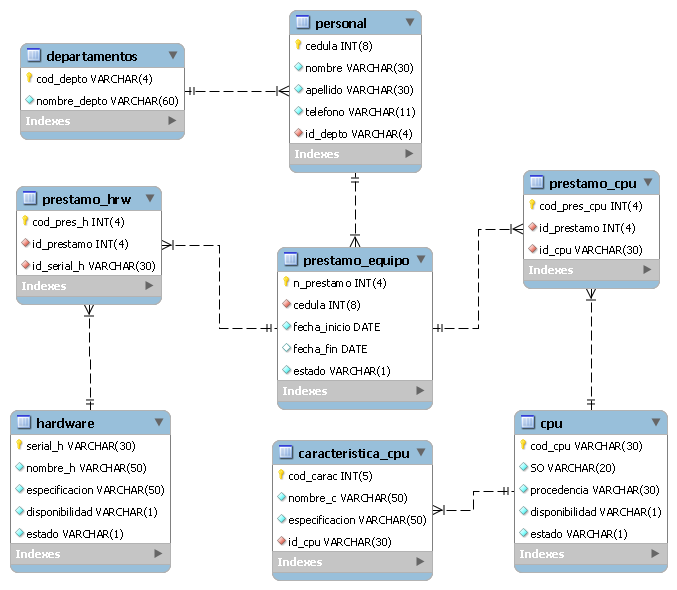 departamentos
cod_depto VARCHAR(4)
nombre_depto VARCHAR(60)
Indexes
personal
cedula INT(8)
nombre VARCHAR(30)
apellido VARCHAR(30)
telefono VARCHAR(11)
id_depto VARCHAR(4)
Indexes
prestamo_hrw
cod_pres_h INT(4)
id_prestamo INT(4)
id_serial_h VARCHAR(30)
Indexes
prestamo_equipo
n_prestamo INT(4)
cedula INT(8)
fecha_inicio DATE
fecha_fin DATE
estado VARCHAR(1)
Indexes
prestamo_cpu
cod_pres_cpu INT(4)
id_prestamo INT(4)
id_cpu VARCHAR(30)
Indexes
hardware
serial_h VARCHAR(30)
nombre_h VARCHAR(50)
especificacion VARCHAR(50)
disponibilidad VARCHAR(1)
estado VARCHAR(1)
Indexes
caracteristica_cpu
cod_carac INT(5)
nombre_c VARCHAR(50)
especificacion VARCHAR(50)
id_cpu VARCHAR(30)
Indexes
cpu
cod_cpu VARCHAR(30)
SO VARCHAR(20)
procedencia VARCHAR(30)
disponibilidad VARCHAR(1)
estado VARCHAR(1)
Indexes